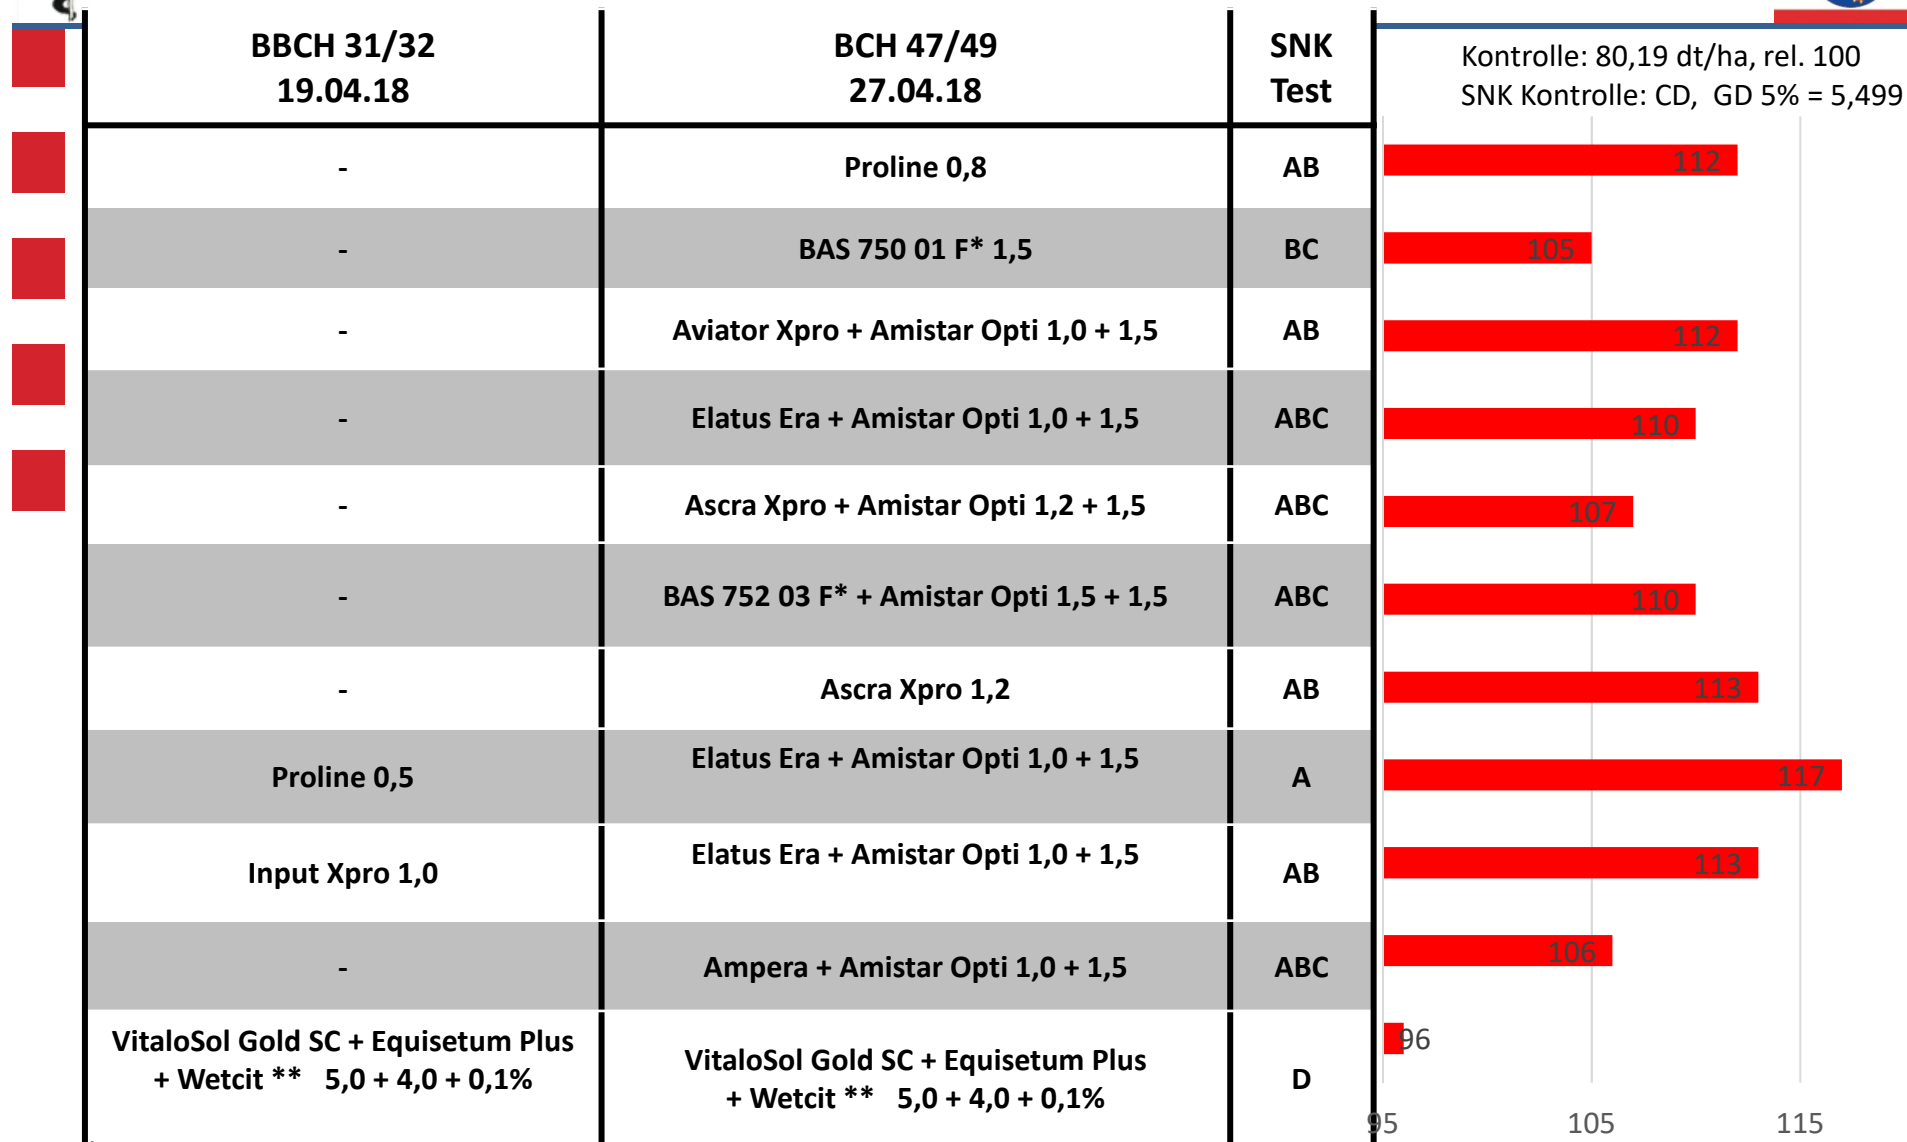 BBCH 31/32
19.04.18
BCH 47/49
27.04.18
SNK
Test
Kontrolle: 80,19 dt/ha, rel. 100
SNK Kontrolle: CD, GD 5% = 5,499
-
Proline 0,8
AB
112
-
BAS 750 01 F* 1,5
BC
105
-
Aviator Xpro + Amistar Opti 1,0 + 1,5
AB
112
-
Elatus Era + Amistar Opti 1,0 + 1,5
ABC
110
-
Ascra Xpro + Amistar Opti 1,2 + 1,5
ABC
107
-
BAS 752 03 F* + Amistar Opti 1,5 + 1,5
ABC
110
-
Ascra Xpro 1,2
AB
113
Proline 0,5
Elatus Era + Amistar Opti 1,0 + 1,5
A
117
Input Xpro 1,0
Elatus Era + Amistar Opti 1,0 + 1,5
AB
113
-
Ampera + Amistar Opti 1,0 + 1,5
ABC
106
VitaloSol Gold SC + Equisetum Plus
+ Wetcit ** 5,0 + 4,0 + 0,1%
VitaloSol Gold SC + Equisetum Plus
+ Wetcit ** 5,0 + 4,0 + 0,1%
D
96
95
105
115